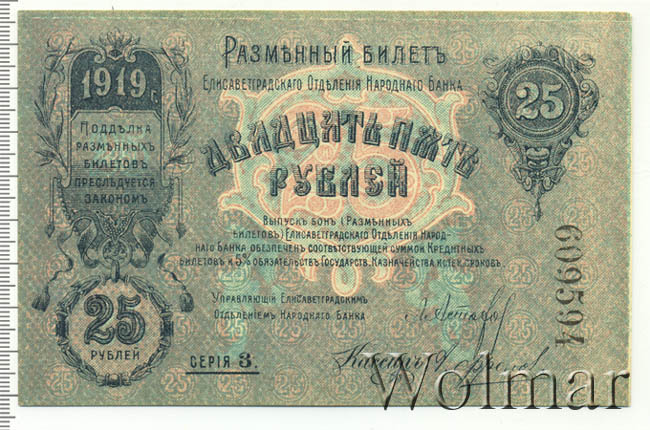 1919 г.
Поддѣлка
размѣнныхъ
билетовъ
преслѣдуется
закономъ
Размѣнный билетъ
Елисаветградскаго Отдѣленія Народнаго Банка
25
Двадцать пять
рублей
Выпускъ бонъ (размѣнныхъ
билетовъ) Елисаветградскаго Отдѣленія Народ-
наго Банка обезпеченъ соотвѣтствующей суммой Кредитныхъ
билетовъ и 5% обязательствъ Государств. Казначейства истек. сроковъ.
Управляющій Елисаветградскимъ
Отдѣленіемъ Народнаго Банка
25
рублей
серія 3.
Кассиръ
609594
Wolmar